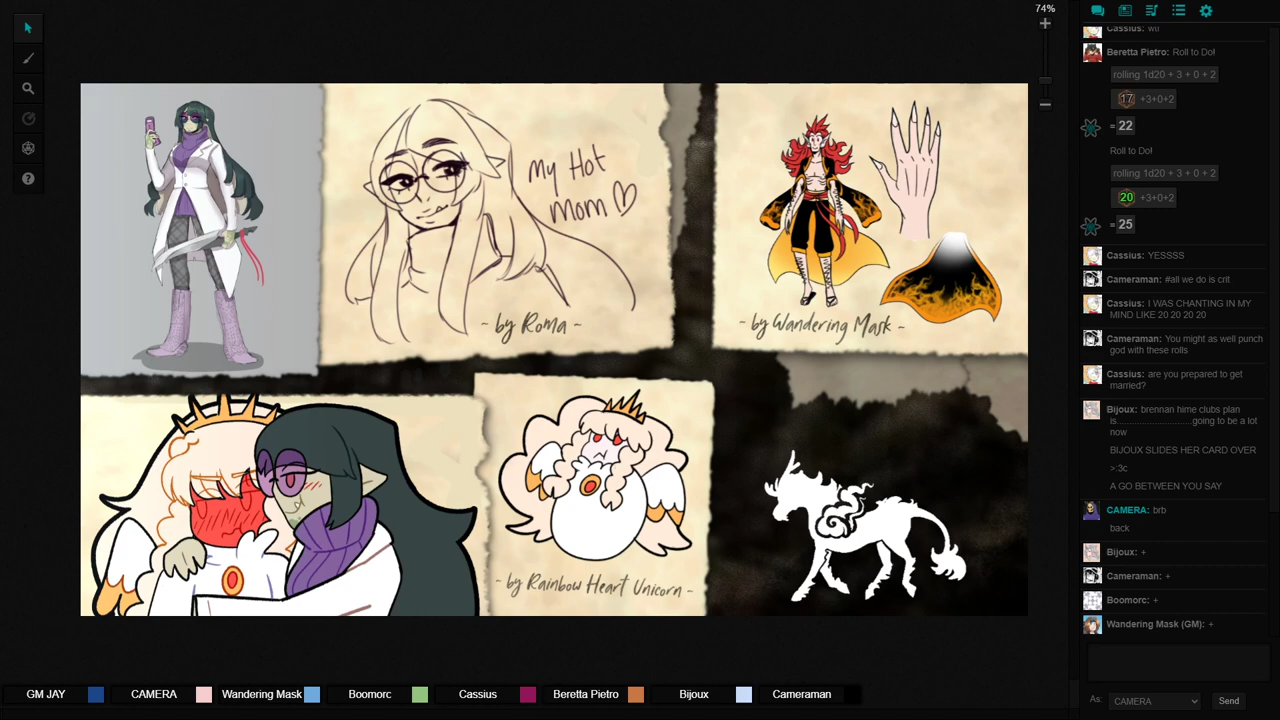 74%
My Hot
Mom
~ by Roma ~
~ by Wandering Mask ~
~ by Rainbow Heart Unicorn ~
Cassius: wil
Beretta Pietro: Roll to Do!
rolling 1d20 + 3 + 0 + 2
17 +3+0+2
= 22
Roll to Do!
rolling 1d20 + 3 + 0 + 2
20 +3+0+2
= 25
Cassius: YESSSS
Cameraman: #all we do is crit
Cassius: I WAS CHANTING IN MY
MIND LIKE 20 20 20 20
Cameraman: You might as well punch
god with these rolls
Cassius: are you prepared to get
married?
Bijoux: brennan hime clubs plan
is............................going to be a lot
now
BIJOUX SLIDES HER CARD OVER
>:3c
A GO BETWEEN YOU SAY
CAMERA: brb
back
Bijoux: +
Cameraman: +
Boomorc: +
Wandering Mask (GM): +
As: CAMERA Send
GM JAY CAMERA Wandering Mask Boomorc Cassius Beretta Pietro Bijoux Cameraman